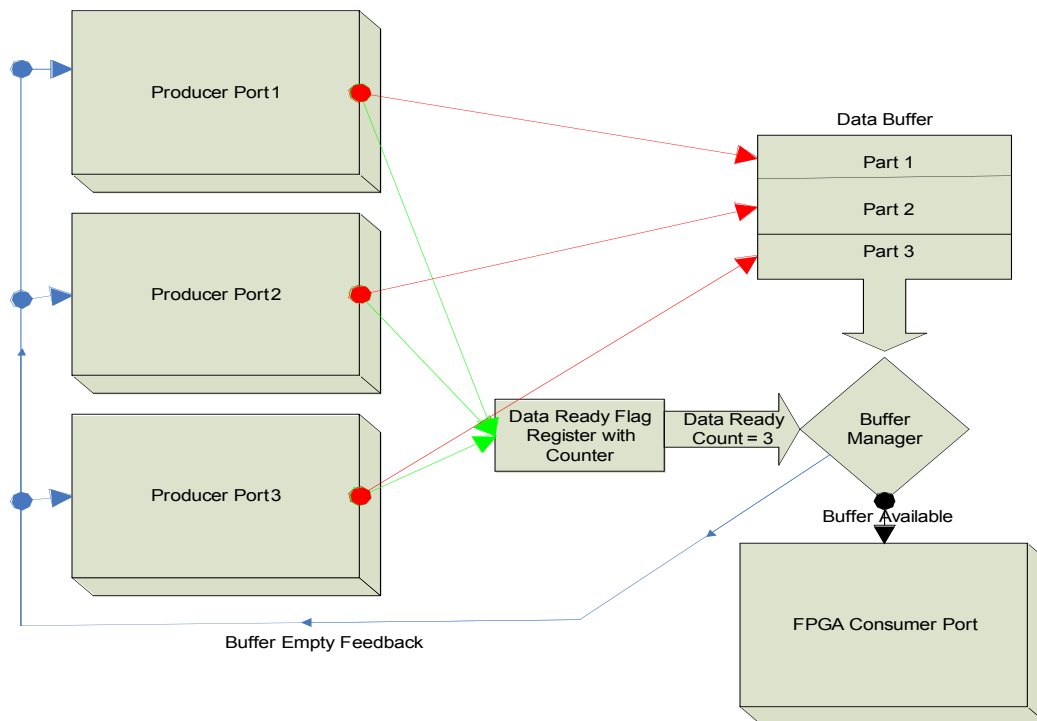 Producer Port1
Data Buffer
Part 1
Part 2
Part 3
Producer Port2
Producer Port3
Data Ready Flag
Register with
Counter
Data Ready
Count = 3
Buffer
Manager
Buffer Available
Buffer Empty Feedback
FPGA Consumer Port